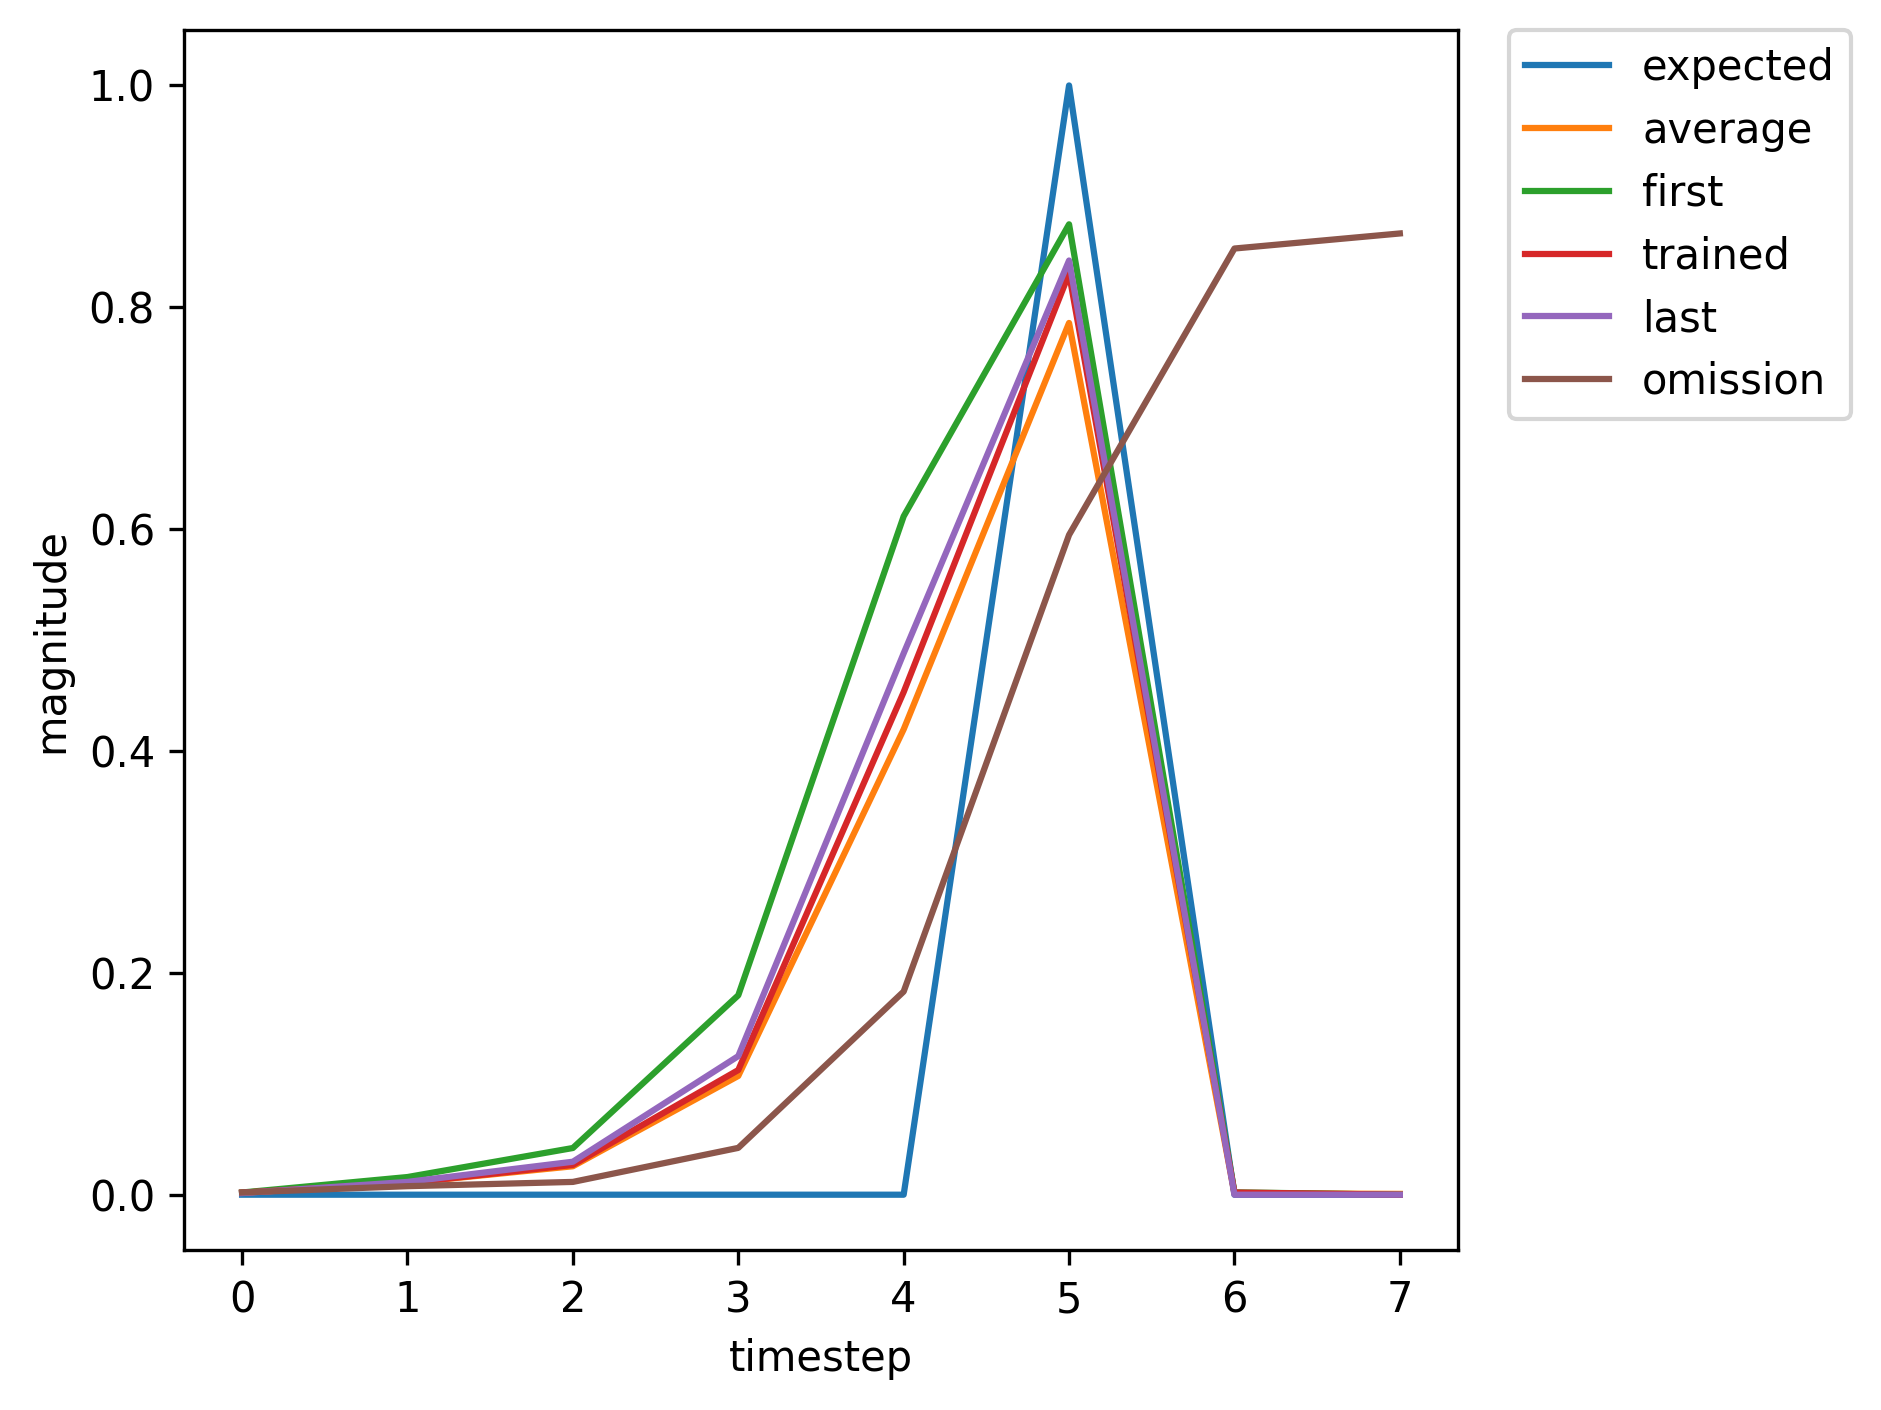 1.0
0.8
0.6
0.4
0.2
0.0
magnitude
0 1 2 3 4 5 6 7
timestep
expected
average
first
trained
last
omission